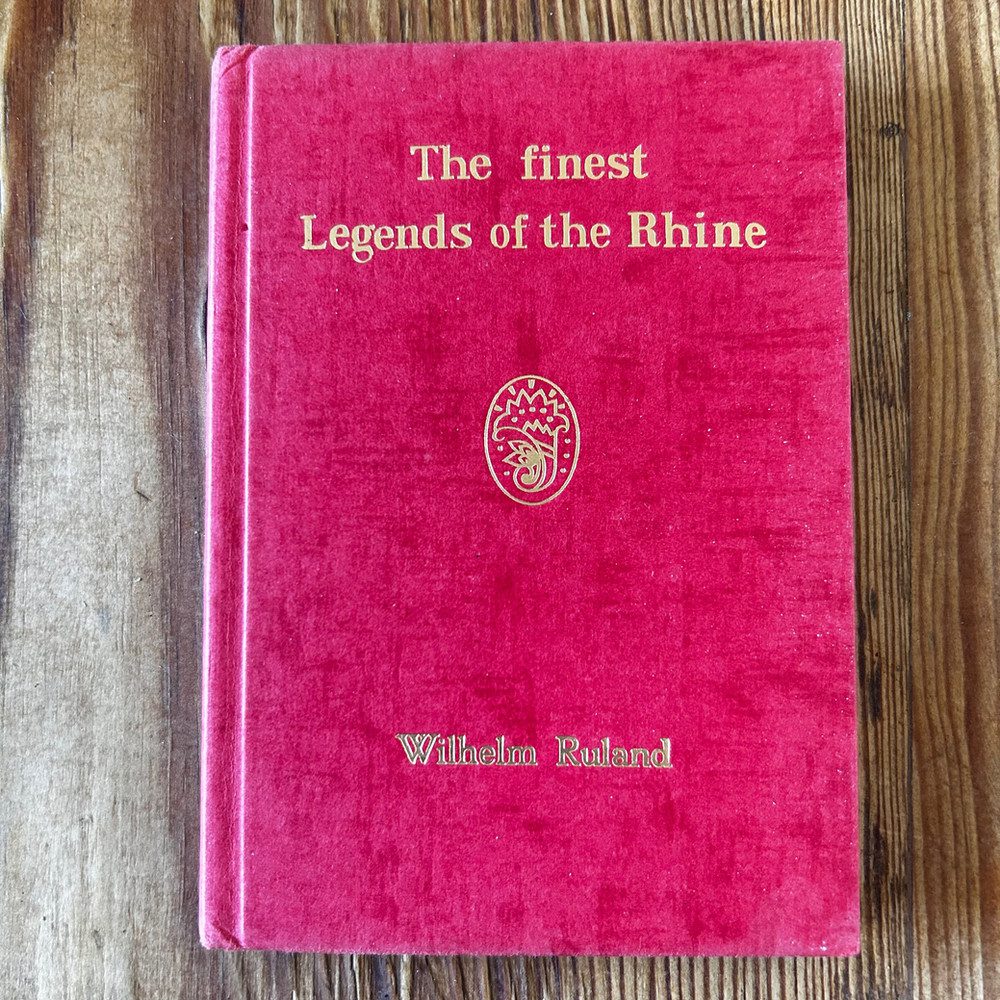 The finest
Legends of the Rhine
Wilhelm Ruland